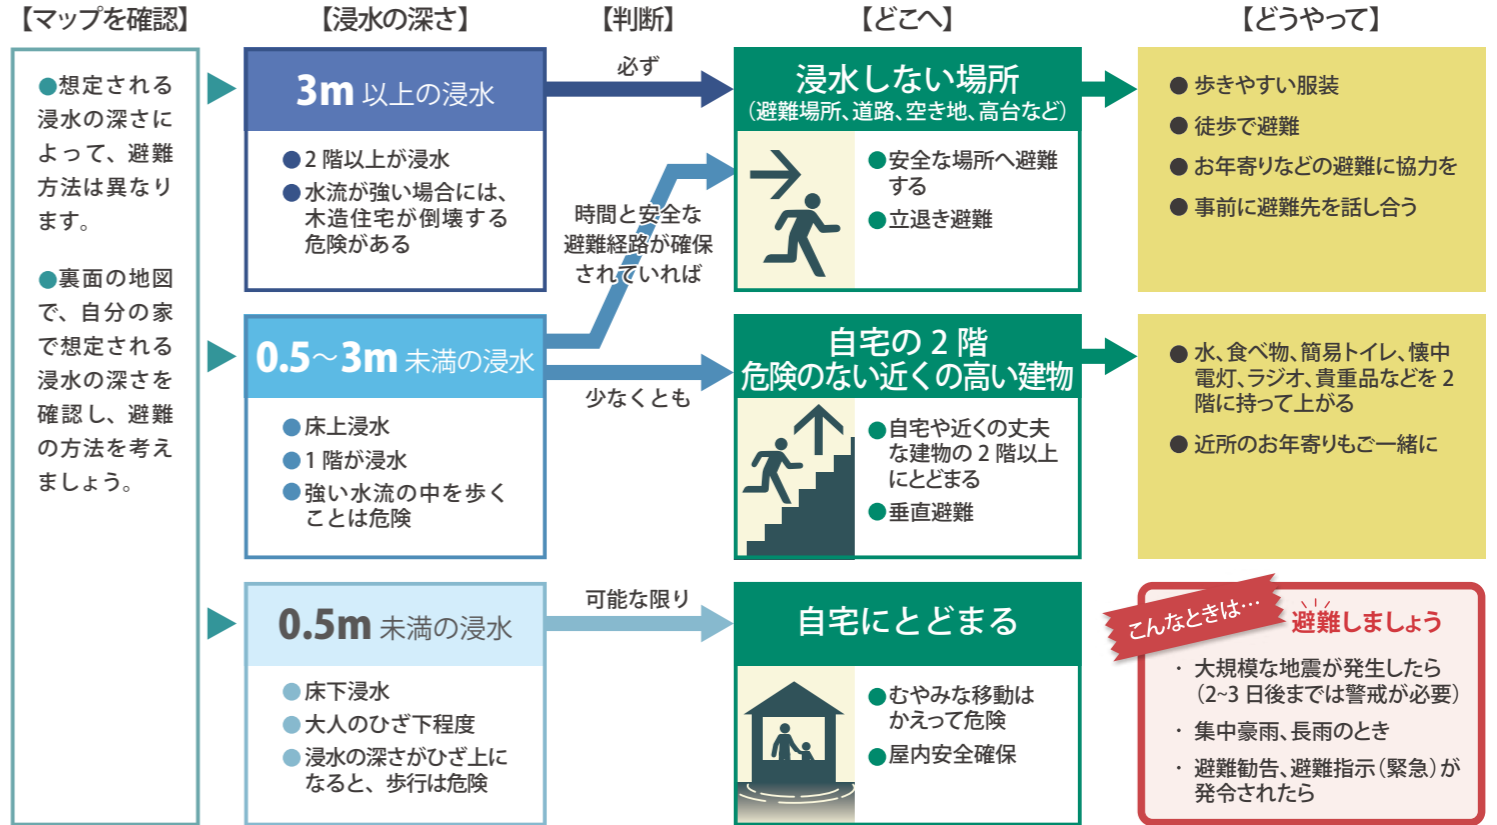 【マップを確認】
【浸水の深さ】
【判断】
【どこへ】
【どうやって】
●想定される
浸水の深さに
よって、避難
方法は異なり
ます。
●裏面の地図
で、自分の家
で想定される
浸水の深さを
確認し、避難
の方法を考え
ましょう。
3m 以上の浸水
●2 階以上が浸水
●水流が強い場合には、
木造住宅が倒壊する
危険がある
必ず
浸水しない場所
（避難場所、道路、空き地、高台など）
●安全な場所へ避難
する
●立退き避難
● 歩きやすい服装
● 徒歩で避難
● お年寄りなどの避難に協力を
● 事前に避難先を話し合う
時間と安全な
避難経路が確保
されていれば
0.5～3m 未満の浸水
●床上浸水
●1 階が浸水
●強い水流の中を歩く
ことは危険
少なくとも
自宅の 2 階
危険のない近くの高い建物
●自宅や近くの丈夫
な建物の 2 階以上
にとどまる
●垂直避難
● 水、食べ物、簡易トイレ、懐中
電灯、ラジオ、貴重品などを 2
階に持って上がる
● 近所のお年寄りもご一緒に
0.5m 未満の浸水
●床下浸水
●大人のひざ下程度
●浸水の深さがひざ上に
なると、歩行は危険
可能な限り
自宅にとどまる
●むやみな移動は
かえって危険
●屋内安全確保
こんなときは…
避難しましょう
・ 大規模な地震が発生したら
（2~3 日後までは警戒が必要）
・ 集中豪雨、長雨のとき
・ 避難勧告、避難指示（緊急）が
発令されたら